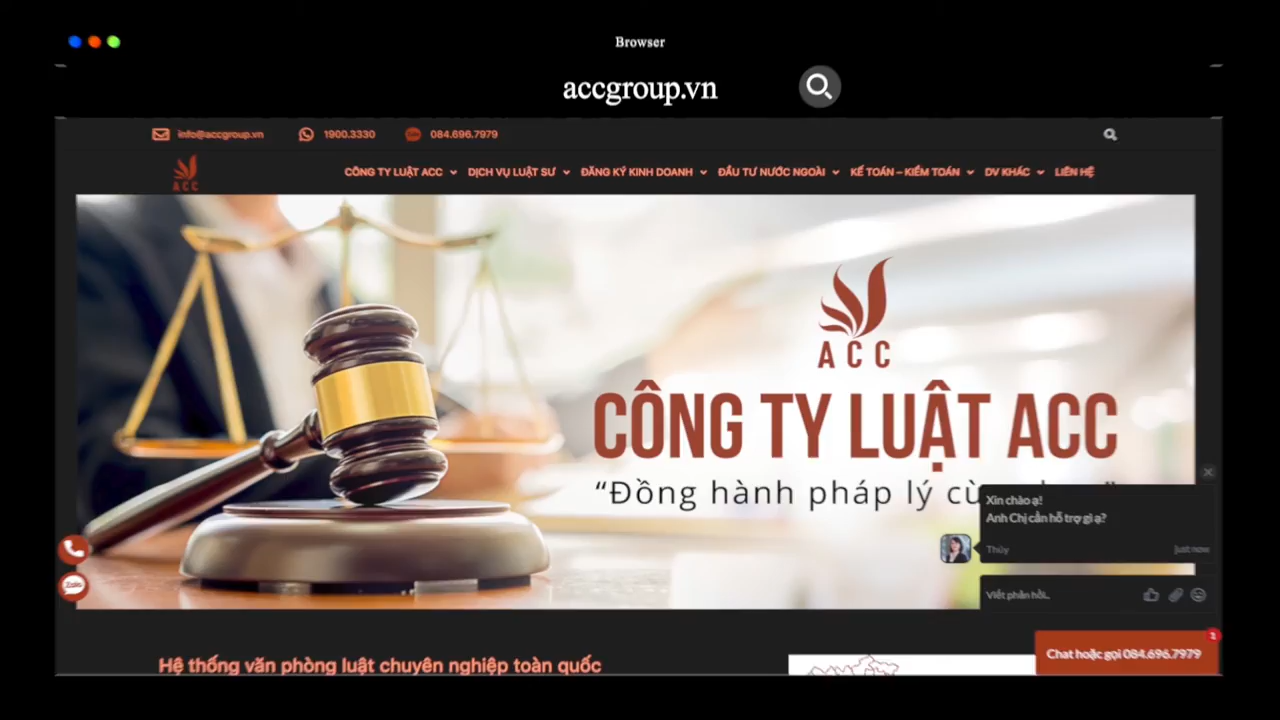 Browser
accgroup.vn
info@accgroup.vn 1900.3330 084.696.7979
ACC
CÔNG TY LUẬT ACC DỊCH VỤ LUẬT SƯ ĐĂNG KÝ KINH DOANH ĐẦU TƯ NƯỚC NGOÀI KẾ TOÁN – KIỂM TOÁN DV KHÁC LIÊN HỆ
ACC
CÔNG TY LUẬT ACC
“Đồng hành pháp lý
Xin chào ạ!
Anh Chị cần hỗ trợ gì ạ?
Thủy Just now
Viết phản hồi..
Zalo
Chat hoặc gọi 084.696.7979
2
Hệ thống văn phòng luật chuyên nghiệp toàn quốc